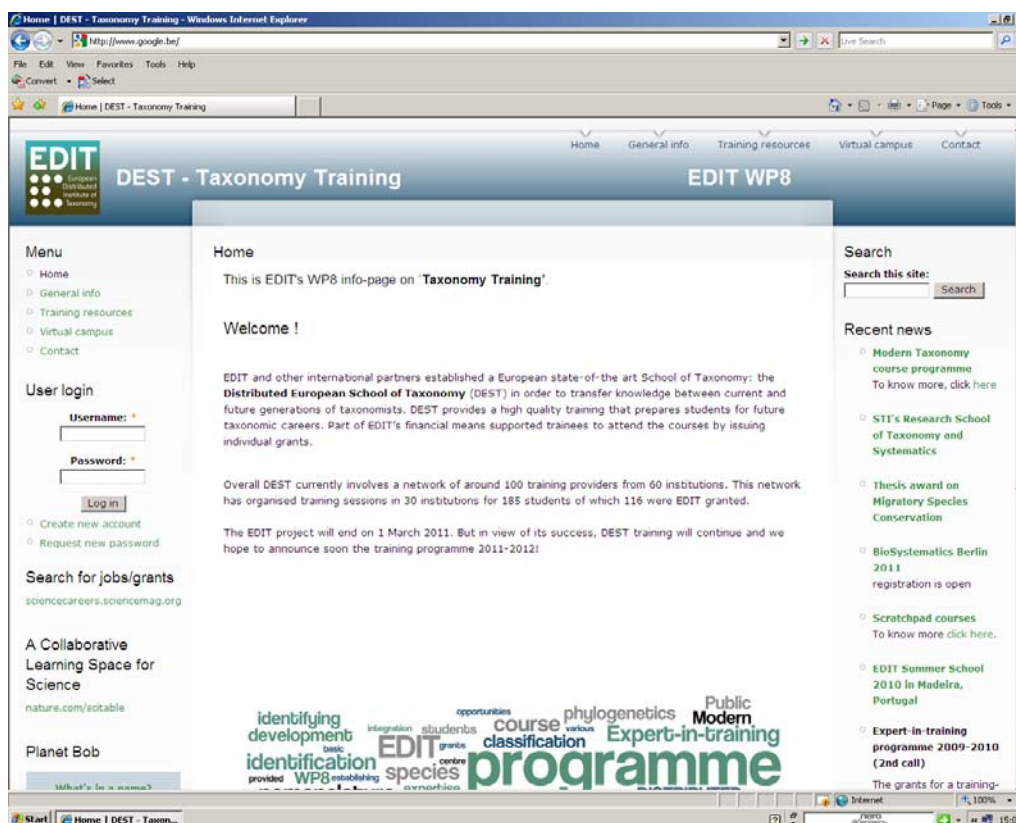 Home | DEST - Taxonomy Training - Windows Internet Explorer
http://www.google.be/
Live Search
File Edit View Favorites Tools Help
Convert Select
Home | DEST - Taxonomy Training
Page Tools
EDIT
European
Distributed
Institute of
Taxonomy
DEST - Taxonomy Training
EDIT WP8
Home General info Training resources Virtual campus Contact
Menu
Home
General info
Training resources
Virtual campus
Contact
User login
Username: *
Password: *
Log in
Create new account
Request new password
Search for jobs/grants
sciencecareers.sciencemag.org
A Collaborative
Learning Space for
Science
nature.com/scitable
Planet Bob
What's in a name?
Home
This is EDIT's WP8 info-page on 'Taxonomy Training'.
Welcome !
EDIT and other international partners established a European state-of-the art School of Taxonomy: the
Distributed European School of Taxonomy (DEST) in order to transfer knowledge between current and
future generations of taxonomists. DEST provides a high quality training that prepares students for future
taxonomic careers. Part of EDIT's financial means supported trainees to attend the courses by issuing
individual grants.
Overall DEST currently involves a network of around 100 training providers from 60 institutions. This network
has organised training sessions in 30 institutions for 185 students of which 116 were EDIT granted.
The EDIT project will end on 1 March 2011. But in view of its success, DEST training will continue and we
hope to announce soon the training programme 2011-2012!
identifying
development
integration
students
opportunities
course
various
phylogenetics
Public
Modern
basic
EDIT
grants
classification
Expert-in-training
identification
centre
provided
WP8
establishing
species
programme
nomenclature
expertise
DISTRIBUTED
Search
Search this site:
Search
Recent news
Modern Taxonomy
course programme
To know more, click here
STI's Research School
of Taxonomy and
Systematics
Thesis award on
Migratory Species
Conservation
BioSystematics Berlin
2011
registration is open
Scratchpad courses
To know more click here.
EDIT Summer School
2010 in Madeira,
Portugal
Expert-in-training
programme 2009-2010
(2nd call)
The grants for a training-
Internet
100%
Start
Home | DEST - Taxon...
nero
15:0